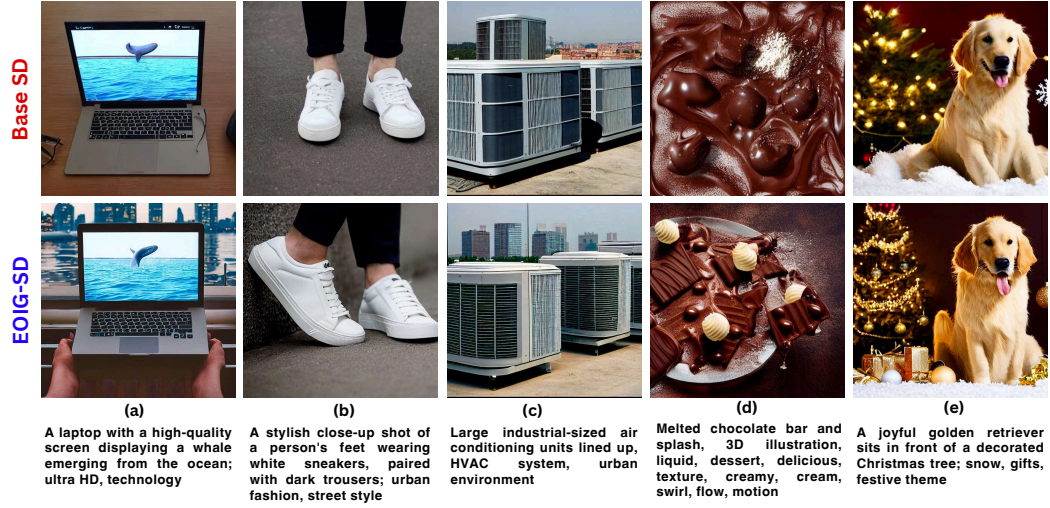 Base SD
EOIG-SD
(a)
(b)
(c)
(d)
(e)
A laptop with a high-quality
screen displaying a whale
emerging from the ocean;
ultra HD, technology
A stylish close-up shot of
a person's feet wearing
white sneakers, paired
with dark trousers; urban
fashion, street style
Large industrial-sized air
conditioning units lined up,
HVAC system, urban
environment
Melted chocolate bar and
splash, 3D illustration,
liquid, dessert, delicious,
texture, creamy, cream,
swirl, flow, motion
A joyful golden retriever
sits in front of a decorated
Christmas tree; snow, gifts,
festive theme